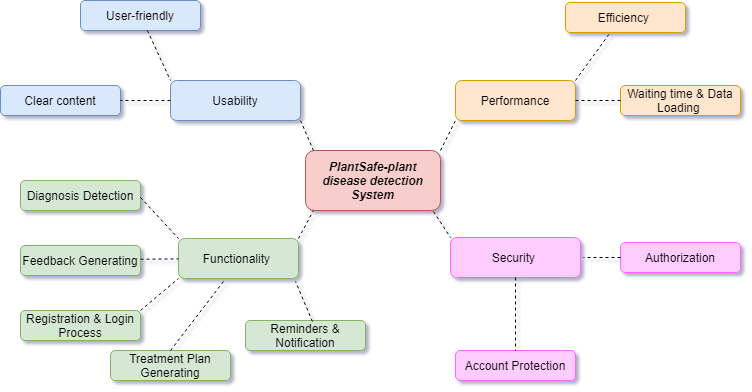 User-friendly
Efficiency
Clear content
Usability
Performance
Waiting time & Data
Loading
PlantSafe-plant
disease detection
System
Diagnosis Detection
Feedback Generating
Functionality
Security
Authorization
Registration & Login
Process
Reminders &
Notification
Treatment Plan
Generating
Account Protection